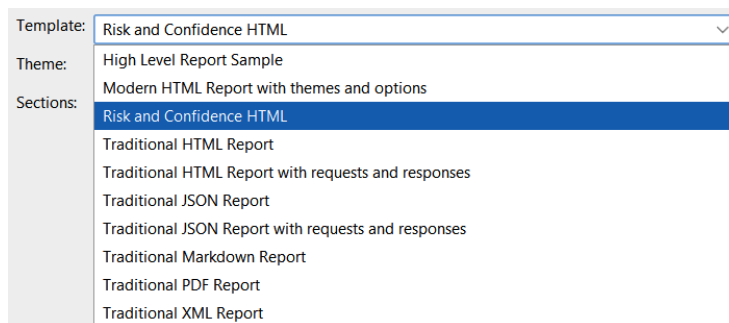 Template: Risk and Confidence HTML
Theme: High Level Report Sample
Modern HTML Report with themes and options
Sections:
Risk and Confidence HTML
Traditional HTML Report
Traditional HTML Report with requests and responses
Traditional JSON Report
Traditional JSON Report with requests and responses
Traditional Markdown Report
Traditional PDF Report
Traditional XML Report